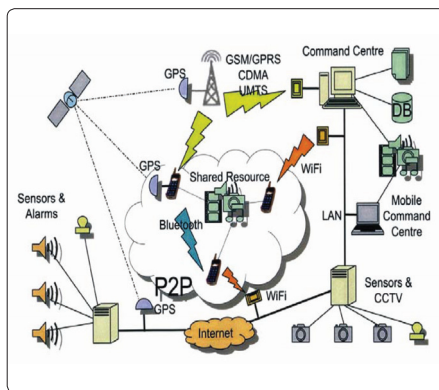 GPS
GSM/GPRS
CDMA
UMTS
Command Centre
DB
GPS
Shared Resource
WiFi
Sensors &
Alarms
Bluetooth
LAN
Mobile
Command
Centre
P2P
GPS
WiFi
Sensors &
CCTV
Internet